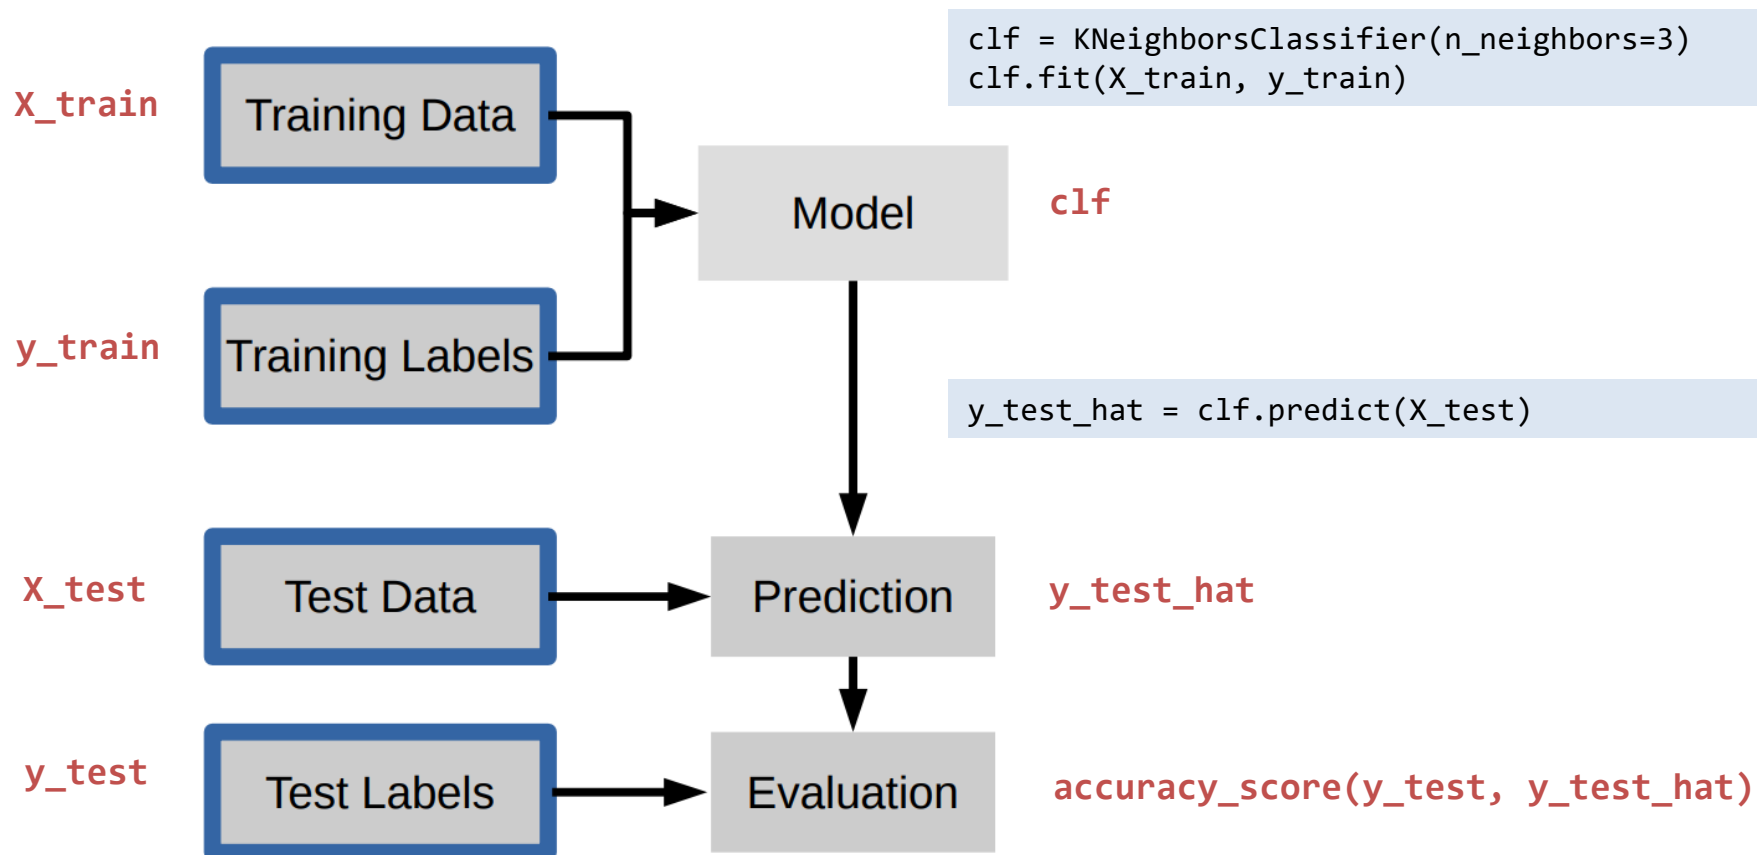 clf = KNeighborsClassifier(n_neighbors=3)
clf.fit(X_train, y_train)
X_train
Training Data
Model
clf
y_train
Training Labels
y_test_hat = clf.predict(X_test)
X_test
Test Data
Prediction
y_test_hat
y_test
Test Labels
Evaluation
accuracy_score(y_test, y_test_hat)